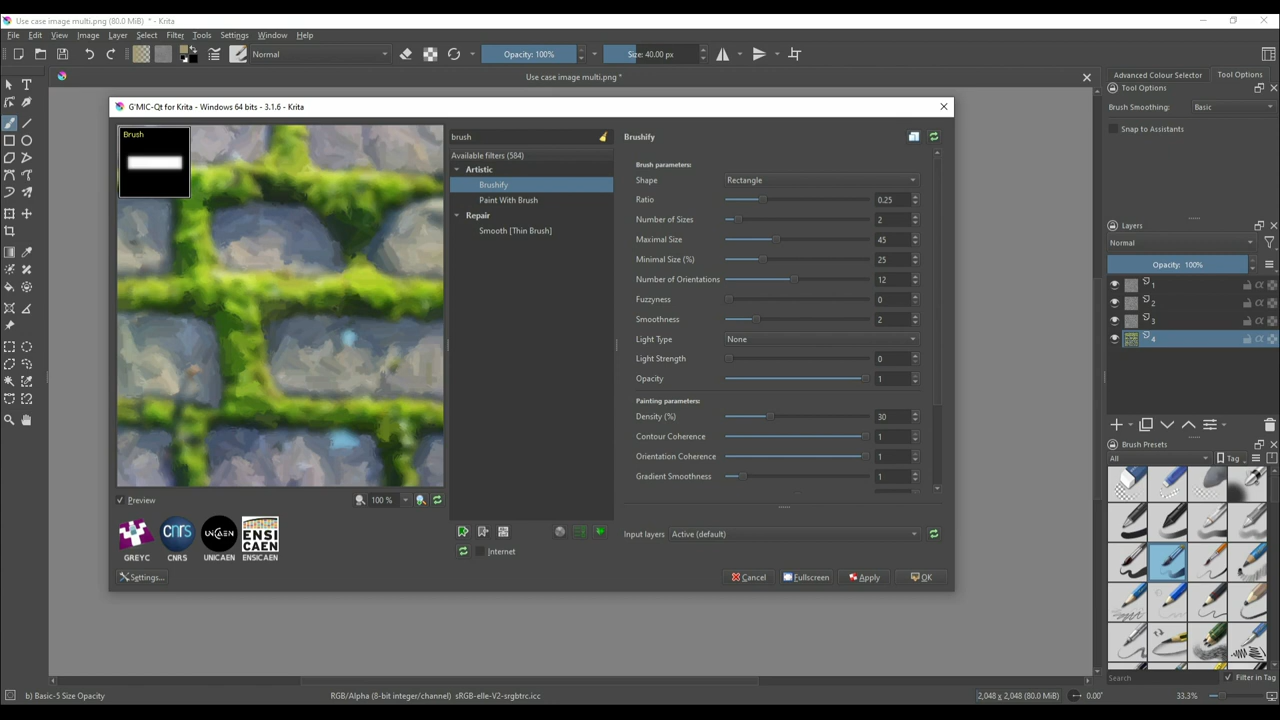 Use case image multi.png (80.0 MiB)  * - Krita
File Edit View Image Layer Select Filter Tools Settings Window Help
Normal
Opacity: 100%
Size: 40.00 px
Use case image multi.png *
Advanced Colour Selector
Tool Options
Tool Options
Brush Smoothing: Basic
Snap to Assistants
G'MIC-Qt for Krita - Windows 64 bits - 3.1.6 - Krita
Brush
Preview
100 %
GREYC
cnrs
CNRS
UNICAEN
UNICAEN
ENSI
CAEN
ENSICAEN
Settings...
brush
Available filters (584)
Artistic
Brushify
Paint With Brush
Repair
Smooth [Thin Brush]
Internet
Brushify
Brush parameters:
Shape Rectangle
Ratio 0.25
Number of Sizes 2
Maximal Size 45
Minimal Size (%) 25
Number of Orientations 12
Fuzzyness 0
Smoothness 2
Light Type None
Light Strength 0
Opacity 1
Painting parameters:
Density (%) 30
Contour Coherence 1
Orientation Coherence 1
Gradient Smoothness 1
Input layers Active (default)
Cancel
Fullscreen
Apply
OK
Layers
Normal
Opacity: 100%
1
2
3
4
Brush Presets
All
Tag
Search
Filter in Tag
b) Basic-5 Size Opacity
RGB/Alpha (8-bit integer/channel)  sRGB-elle-V2-srgbtrc.icc
2,048 x 2,048 (80.0 MiB)
0.00°
33.3%